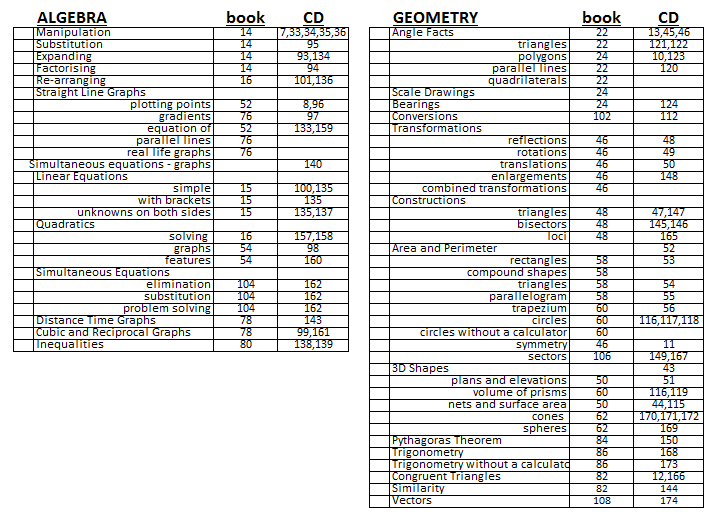 ALGEBRA book CD
Manipulation 14 7,33,34,35,36
Substitution 14 95
Expanding 14 93,134
Factorising 14 94
Re-arranging 16 101,136
Straight Line Graphs
plotting points 52 8,96
gradients 76 97
equation of 52 133,159
parallel lines 76
real life graphs 76
Simultaneous equations - graphs 140
Linear Equations
simple 15 100,135
with brackets 15 135
unknowns on both sides 15 135,137
Quadratics
solving 16 157,158
graphs 54 98
features 54 160
Simultaneous Equations
elimination 104 162
substitution 104 162
problem solving 104 162
Distance Time Graphs 78 143
Cubic and Reciprocal Graphs 78 99,161
Inequalities 80 138,139
GEOMETRY book CD
Angle Facts 22 13,45,46
triangles 22 121,122
polygons 24 10,123
parallel lines 22 120
quadrilaterals 22
Scale Drawings 24
Bearings 24 124
Conversions 102 112
Transformations
reflections 46 48
rotations 46 49
translations 46 50
enlargements 46 148
combined transformations 46
Constructions
triangles 48 47,147
bisectors 48 145,146
loci 48 165
Area and Perimeter 52
rectangles 58 53
compound shapes 58
triangles 58 54
parallelogram 58 55
trapezium 60 56
circles 60 116,117,118
circles without a calculator 60
symmetry 46 11
sectors 106 149,167
3D Shapes 43
plans and elevations 50 51
volume of prisms 60 116,119
nets and surface area 50 44,115
cones 62 170,171,172
spheres 62 169
Pythagoras Theorem 84 150
Trigonometry 86 168
Trigonometry without a calculato 86 173
Congruent Triangles 82 12,166
Similarity 82 144
Vectors 108 174